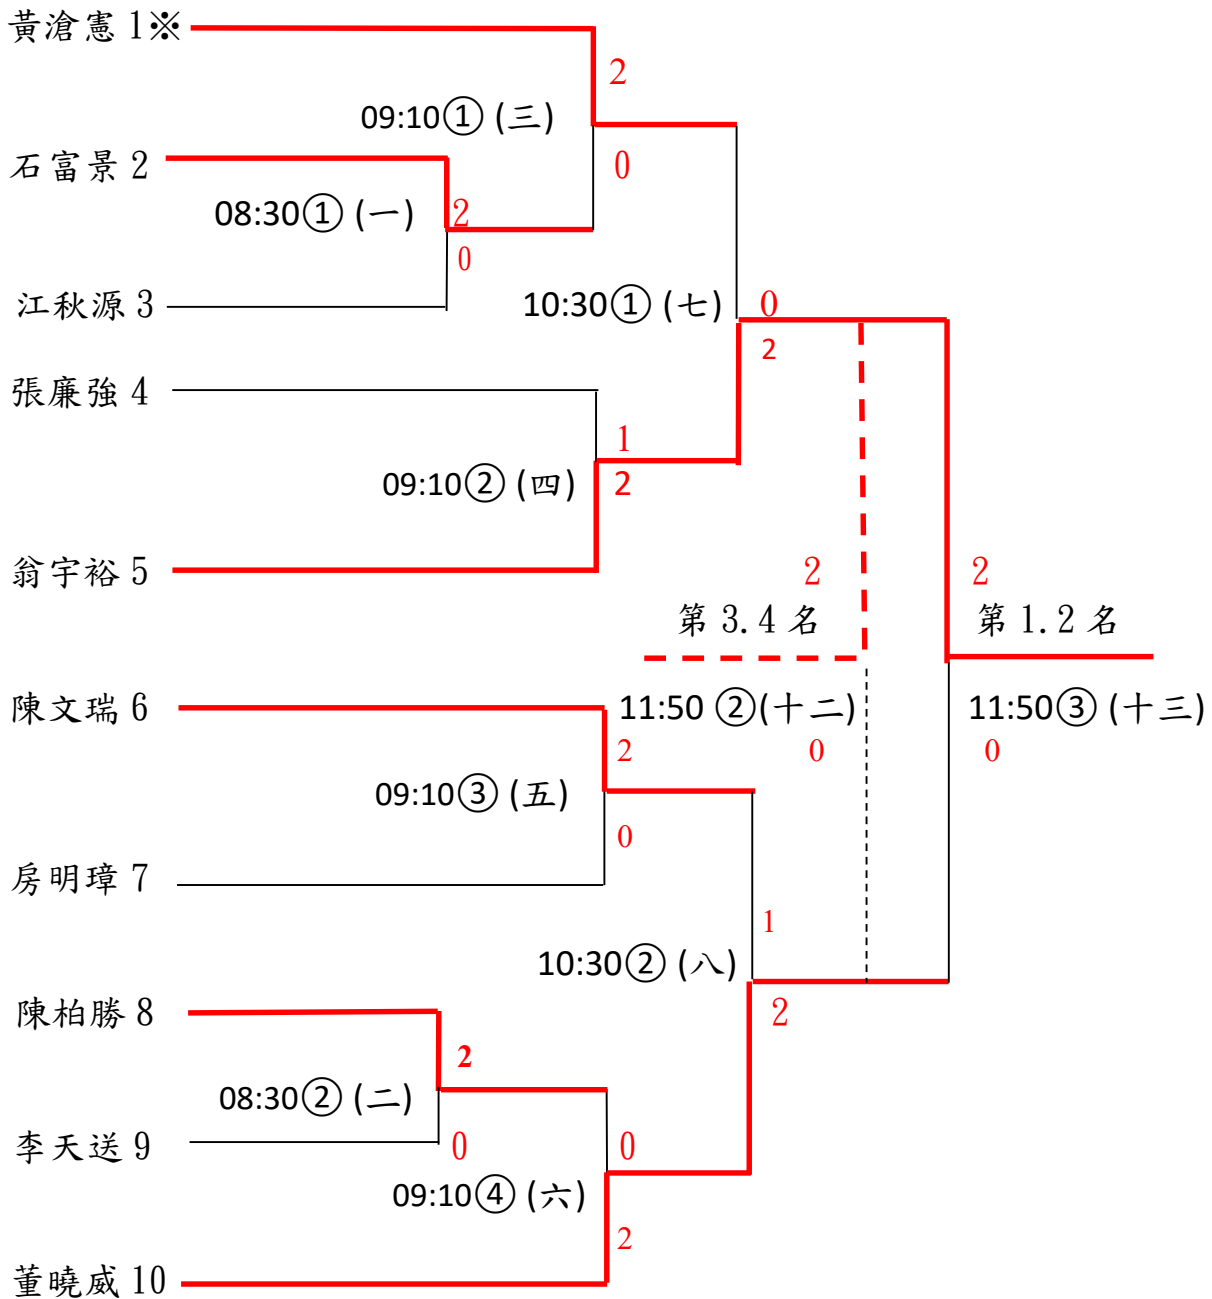 黃滄憲 1※
2
09:10① (三)
石富景 2
0
08:30① (一)
2
0
江秋源 3
10:30① (七)
0
2
張廉強 4
1
09:10② (四)
2
翁宇裕 5
2
2
第 3.4 名
第 1.2 名
陳文瑞 6
11:50 ②(十二)
11:50③ (十三)
2
0
0
09:10③ (五)
0
房明璋 7
1
10:30② (八)
陳柏勝 8
2
2
08:30② (二)
李天送 9
0
0
09:10④ (六)
2
董曉威 10